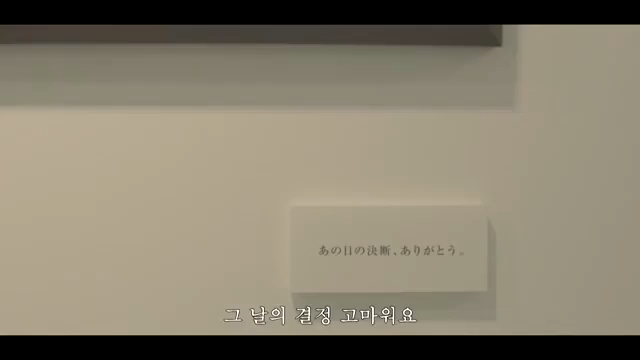 あの日の決断、ありがとう。
그 날의 결정 고마워요